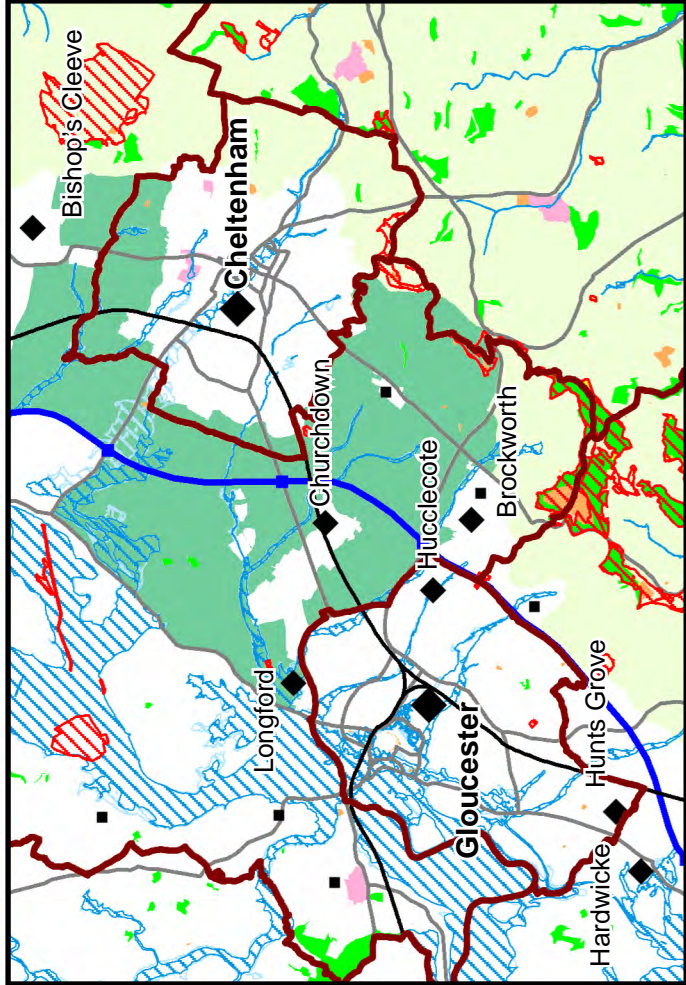 Bishop's Cleeve
Cheltenham
Churchdown
Hucclecote
Brockworth
Longford
Gloucester
Hunts Grove
Hardwicke